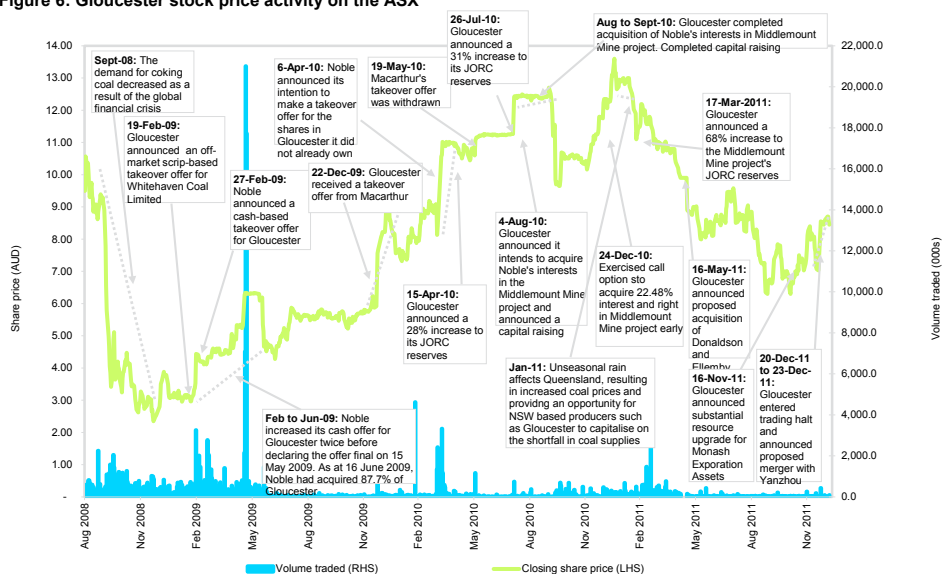 Figure 6: Gloucester stock price activity on the ASX
14.00
13.00
12.00
11.00
10.00
9.00
8.00
7.00
6.00
5.00
4.00
3.00
2.00
1.00
-
Share price (AUD)
22,000.0
20,000.0
18,000.0
16,000.0
14,000.0
12,000.0
10,000.0
8,000.0
6,000.0
4,000.0
2,000.0
0.0
Volume traded (000s)
Sept-08: The
demand for coking
coal decreased as a
result of the global
financial crisis
19-Feb-09:
Gloucester
announced an off-
market scrip-based
takeover offer for
Whitehaven Coal
Limited
27-Feb-09:
Noble
announced a
cash-based
takeover offer
for Gloucester
6-Apr-10: Noble
announced its
intention to
make a takeover
offer for the
shares in
Gloucester it did
not already own
22-Dec-09: Gloucester
received a takeover
offer from Macarthur
19-May-10:
Macarthur's
takeover offer
was withdrawn
26-Jul-10:
Gloucester
announced a
31% increase to
its JORC
reserves
Aug to Sept-10: Gloucester completed
acquisition of Noble's interests in Middlemount
Mine project. Completed capital raising
17-Mar-2011:
Gloucester
announced a
68% increase to
the Middlemount
Mine project's
JORC reserves
15-Apr-10:
Gloucester
announced a
28% increase to
its JORC
reserves
4-Aug-10:
Gloucester
announced it
intends to acquire
Noble's interests
in the
Middlemount Mine
project and
announced a
capital raising
24-Dec-10:
Exercised call
option sto
acquire 22.48%
interest and right
in Middlemount
Mine project early
16-May-11:
Gloucester
announced
proposed
acquisition
of
Donaldson
and
Ellemby
Jan-11: Unseasonal rain
affects Queensland, resulting
in increased coal prices and
providng an opportunity for
NSW based producers such
as Gloucester to capitalise on
the shortfall in coal supplies
Feb to Jun-09: Noble
increased its cash offer for
Gloucester twice before
declaring the offer final on 15
May 2009. As at 16 June 2009,
Noble had acquired 87.7% of
Gloucester
16-Nov-11:
Gloucester
announced
substantial
resource
upgrade for
Monash
Exporation
Assets
20-Dec-11
to 23-Dec-
11:
Gloucester
entered
trading halt
and
announced
proposed
merger with
Yanzhou
Aug 2008
Nov 2008
Feb 2009
May 2009
Aug 2009
Nov 2009
Feb 2010
May 2010
Aug 2010
Nov 2010
Feb 2011
May 2011
Aug 2011
Nov 2011
Volume traded (RHS)
Closing share price (LHS)